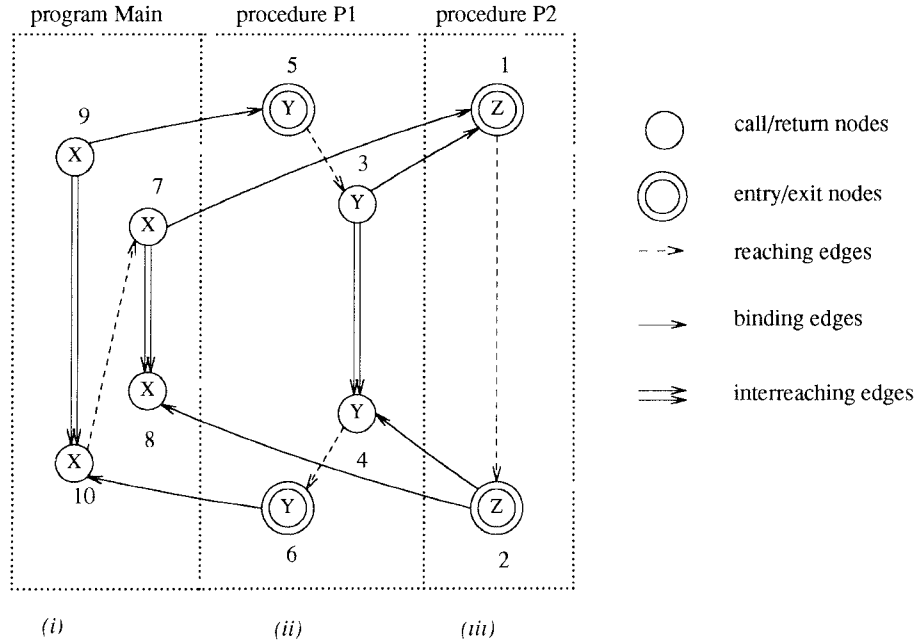 program Main procedure P1 procedure P2
5 1
Y Z
9
X
call/return nodes
3
7
Y
entry/exit nodes
X
reaching edges
binding edges
X
Y
interreaching edges
8
4
X
10
Y Z
6 2
(i) (ii) (iii)